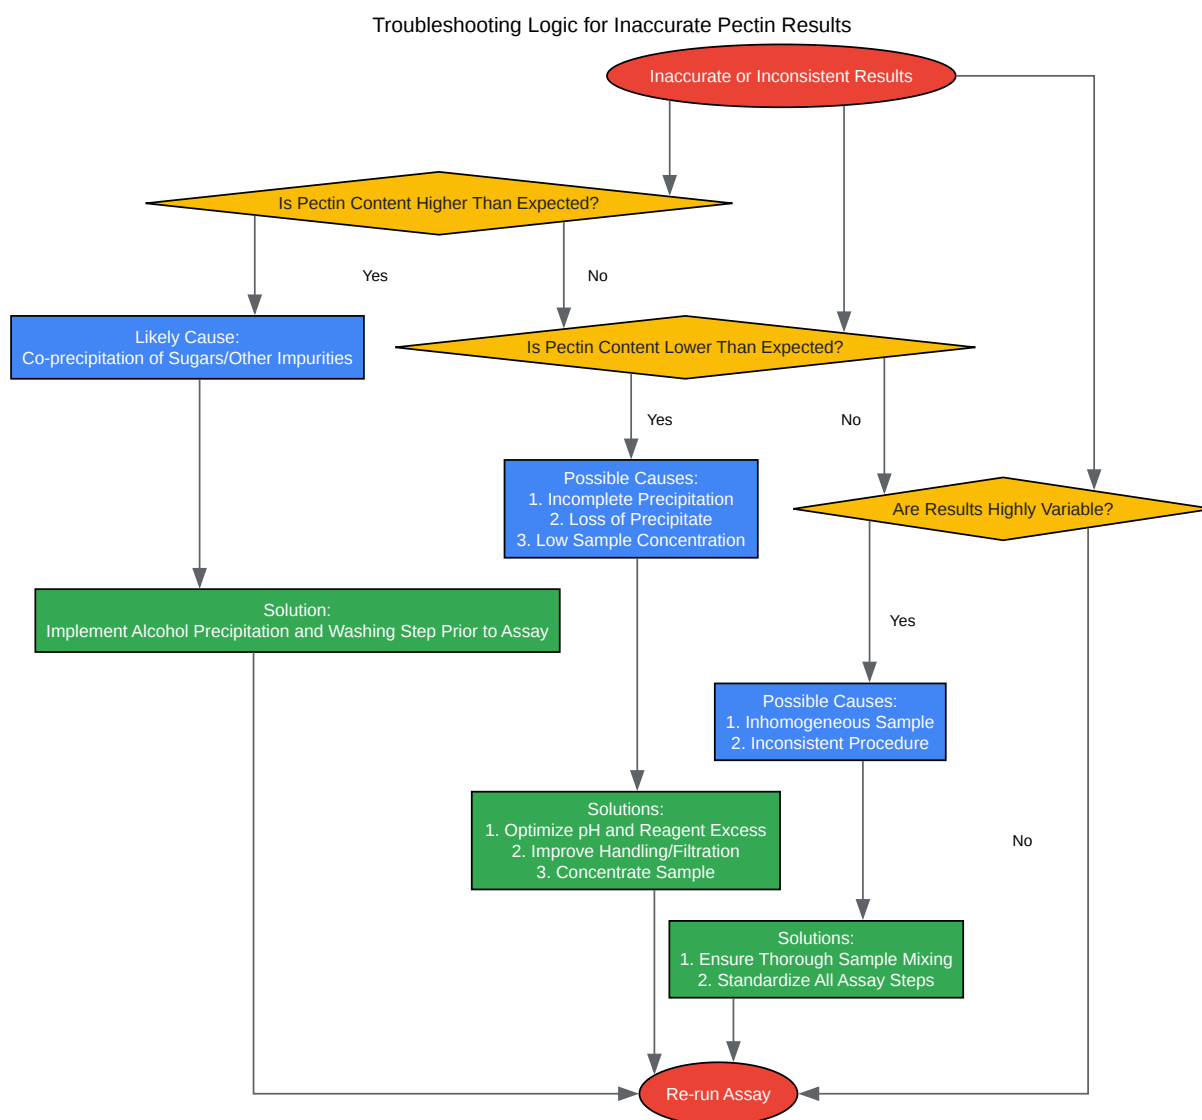 Troubleshooting Logic for Inaccurate Pectin Results
Inaccurate or Inconsistent Results
Is Pectin Content Higher Than Expected?
Yes
No
Likely Cause:
Co-precipitation of Sugars/Other Impurities
Is Pectin Content Lower Than Expected?
Yes
No
Possible Causes:
1. Incomplete Precipitation
2. Loss of Precipitate
3. Low Sample Concentration
Are Results Highly Variable?
Solution:
Implement Alcohol Precipitation and Washing Step Prior to Assay
Yes
Possible Causes:
1. Inhomogeneous Sample
2. Inconsistent Procedure
Solutions:
1. Optimize pH and Reagent Excess
2. Improve Handling/Filtration
3. Concentrate Sample
No
Solutions:
1. Ensure Thorough Sample Mixing
2. Standardize All Assay Steps
Re-run Assay